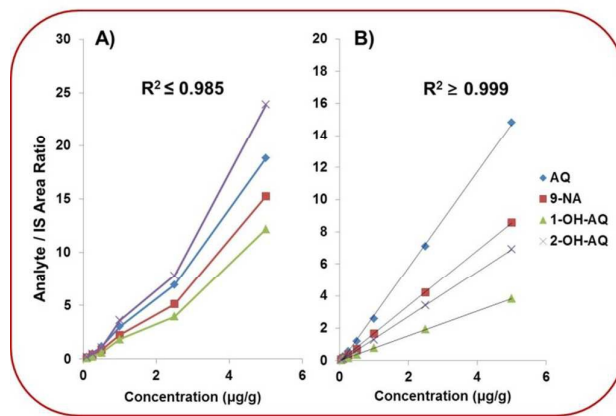 A)
R² ≤ 0.985
Analyte / IS Area Ratio
30
25
20
15
10
5
0
0 2 4 6
Concentration (µg/g)
B)
R² ≥ 0.999
20
18
16
14
12
10
8
6
4
2
0
0 2 4 6
Concentration (µg/g)
AQ
9-NA
1-OH-AQ
2-OH-AQ